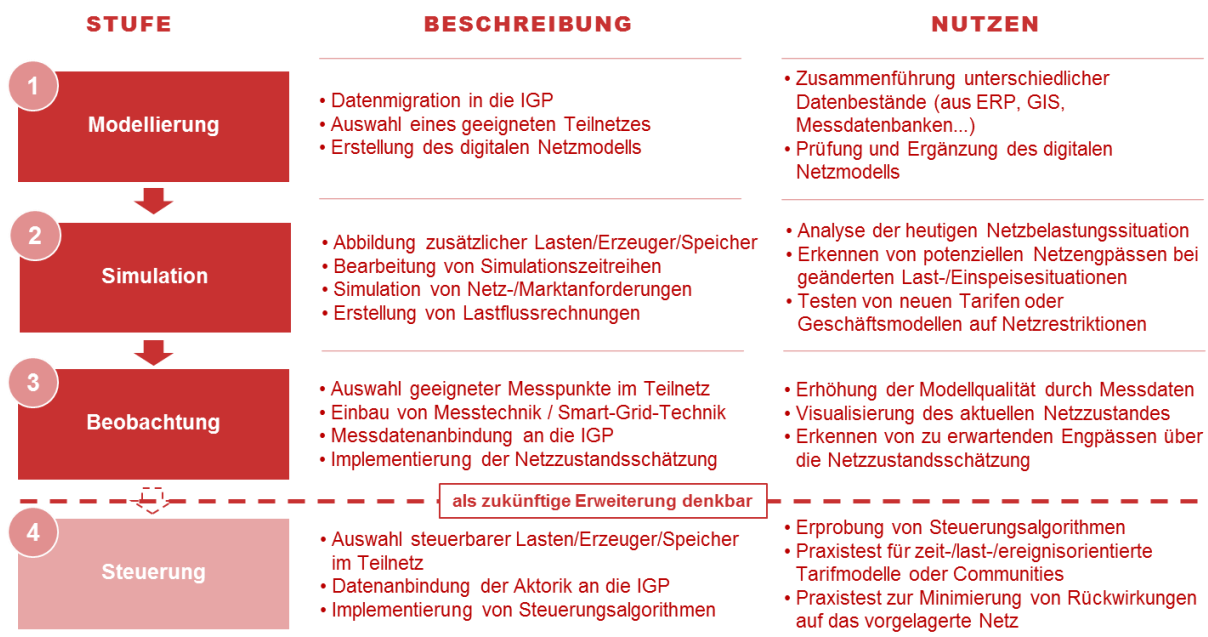 STUFE
BESCHREIBUNG
NUTZEN
1
Modellierung
• Datenmigration in die IGP
• Auswahl eines geeigneten Teilnetzes
• Erstellung des digitalen Netzmodells
• Zusammenführung unterschiedlicher
Datenbestände (aus ERP, GIS,
Messdatenbanken...)
• Prüfung und Ergänzung des digitalen
Netzmodells
2
Simulation
• Abbildung zusätzlicher Lasten/Erzeuger/Speicher
• Bearbeitung von Simulationszeitreihen
• Simulation von Netz-/Marktanforderungen
• Erstellung von Lastflussrechnungen
• Analyse der heutigen Netzbelastungssituation
• Erkennen von potenziellen Netzengpässen bei
geänderten Last-/Einspeisesituationen
• Testen von neuen Tarifen oder
Geschäftsmodellen auf Netzrestriktionen
3
Beobachtung
• Auswahl geeigneter Messpunkte im Teilnetz
• Einbau von Messtechnik / Smart-Grid-Technik
• Messdatenanbindung an die IGP
• Implementierung der Netzzustandsschätzung
• Erhöhung der Modellqualität durch Messdaten
• Visualisierung des aktuellen Netzzustandes
• Erkennen von zu erwartenden Engpässen über
die Netzzustandsschätzung
als zukünftige Erweiterung denkbar
4
Steuerung
• Auswahl steuerbarer Lasten/Erzeuger/Speicher
im Teilnetz
• Datenanbindung der Aktorik an die IGP
• Implementierung von Steuerungsalgorithmen
• Erprobung von Steuerungsalgorithmen
• Praxistest für zeit-/last-/ereignisorientierte
Tarifmodelle oder Communities
• Praxistest zur Minimierung von Rückwirkungen
auf das vorgelagerte Netz